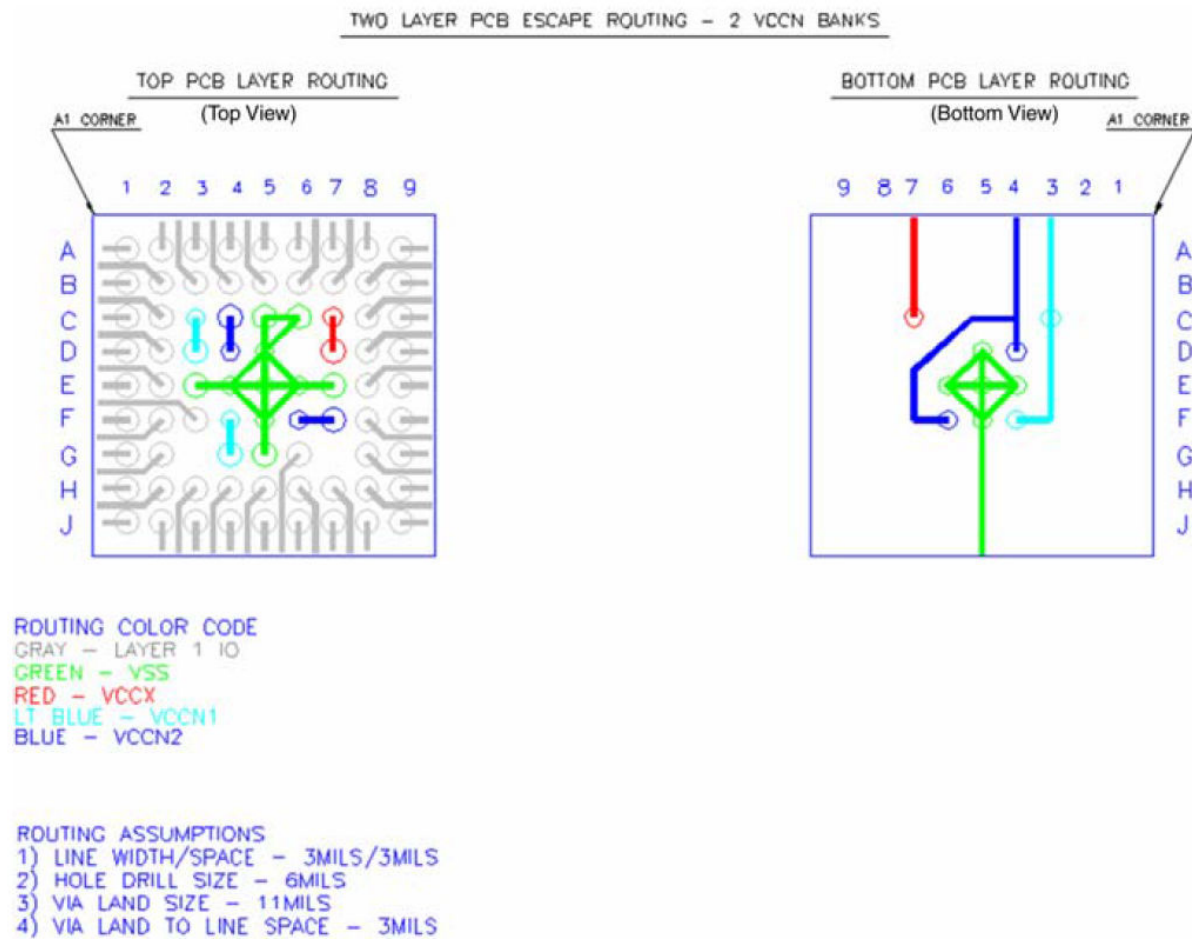 TWO LAYER PCB ESCAPE ROUTING – 2 VCCN BANKS
TOP PCB LAYER ROUTING
(Top View)
A1 CORNER
1 2 3 4 5 6 7 8 9
A
B
C
D
E
F
G
H
J
BOTTOM PCB LAYER ROUTING
(Bottom View)
A1 CORNER
9 8 7 6 5 4 3 2 1
A
B
C
D
E
F
G
H
J
ROUTING COLOR CODE
GRAY – LAYER 1 IO
GREEN – VSS
RED – VCCX
LT BLUE – VCCN1
BLUE – VCCN2
ROUTING ASSUMPTIONS
1) LINE WIDTH/SPACE – 3MILS/3MILS
2) HOLE DRILL SIZE – 6MILS
3) VIA LAND SIZE – 11MILS
4) VIA LAND TO LINE SPACE – 3MILS